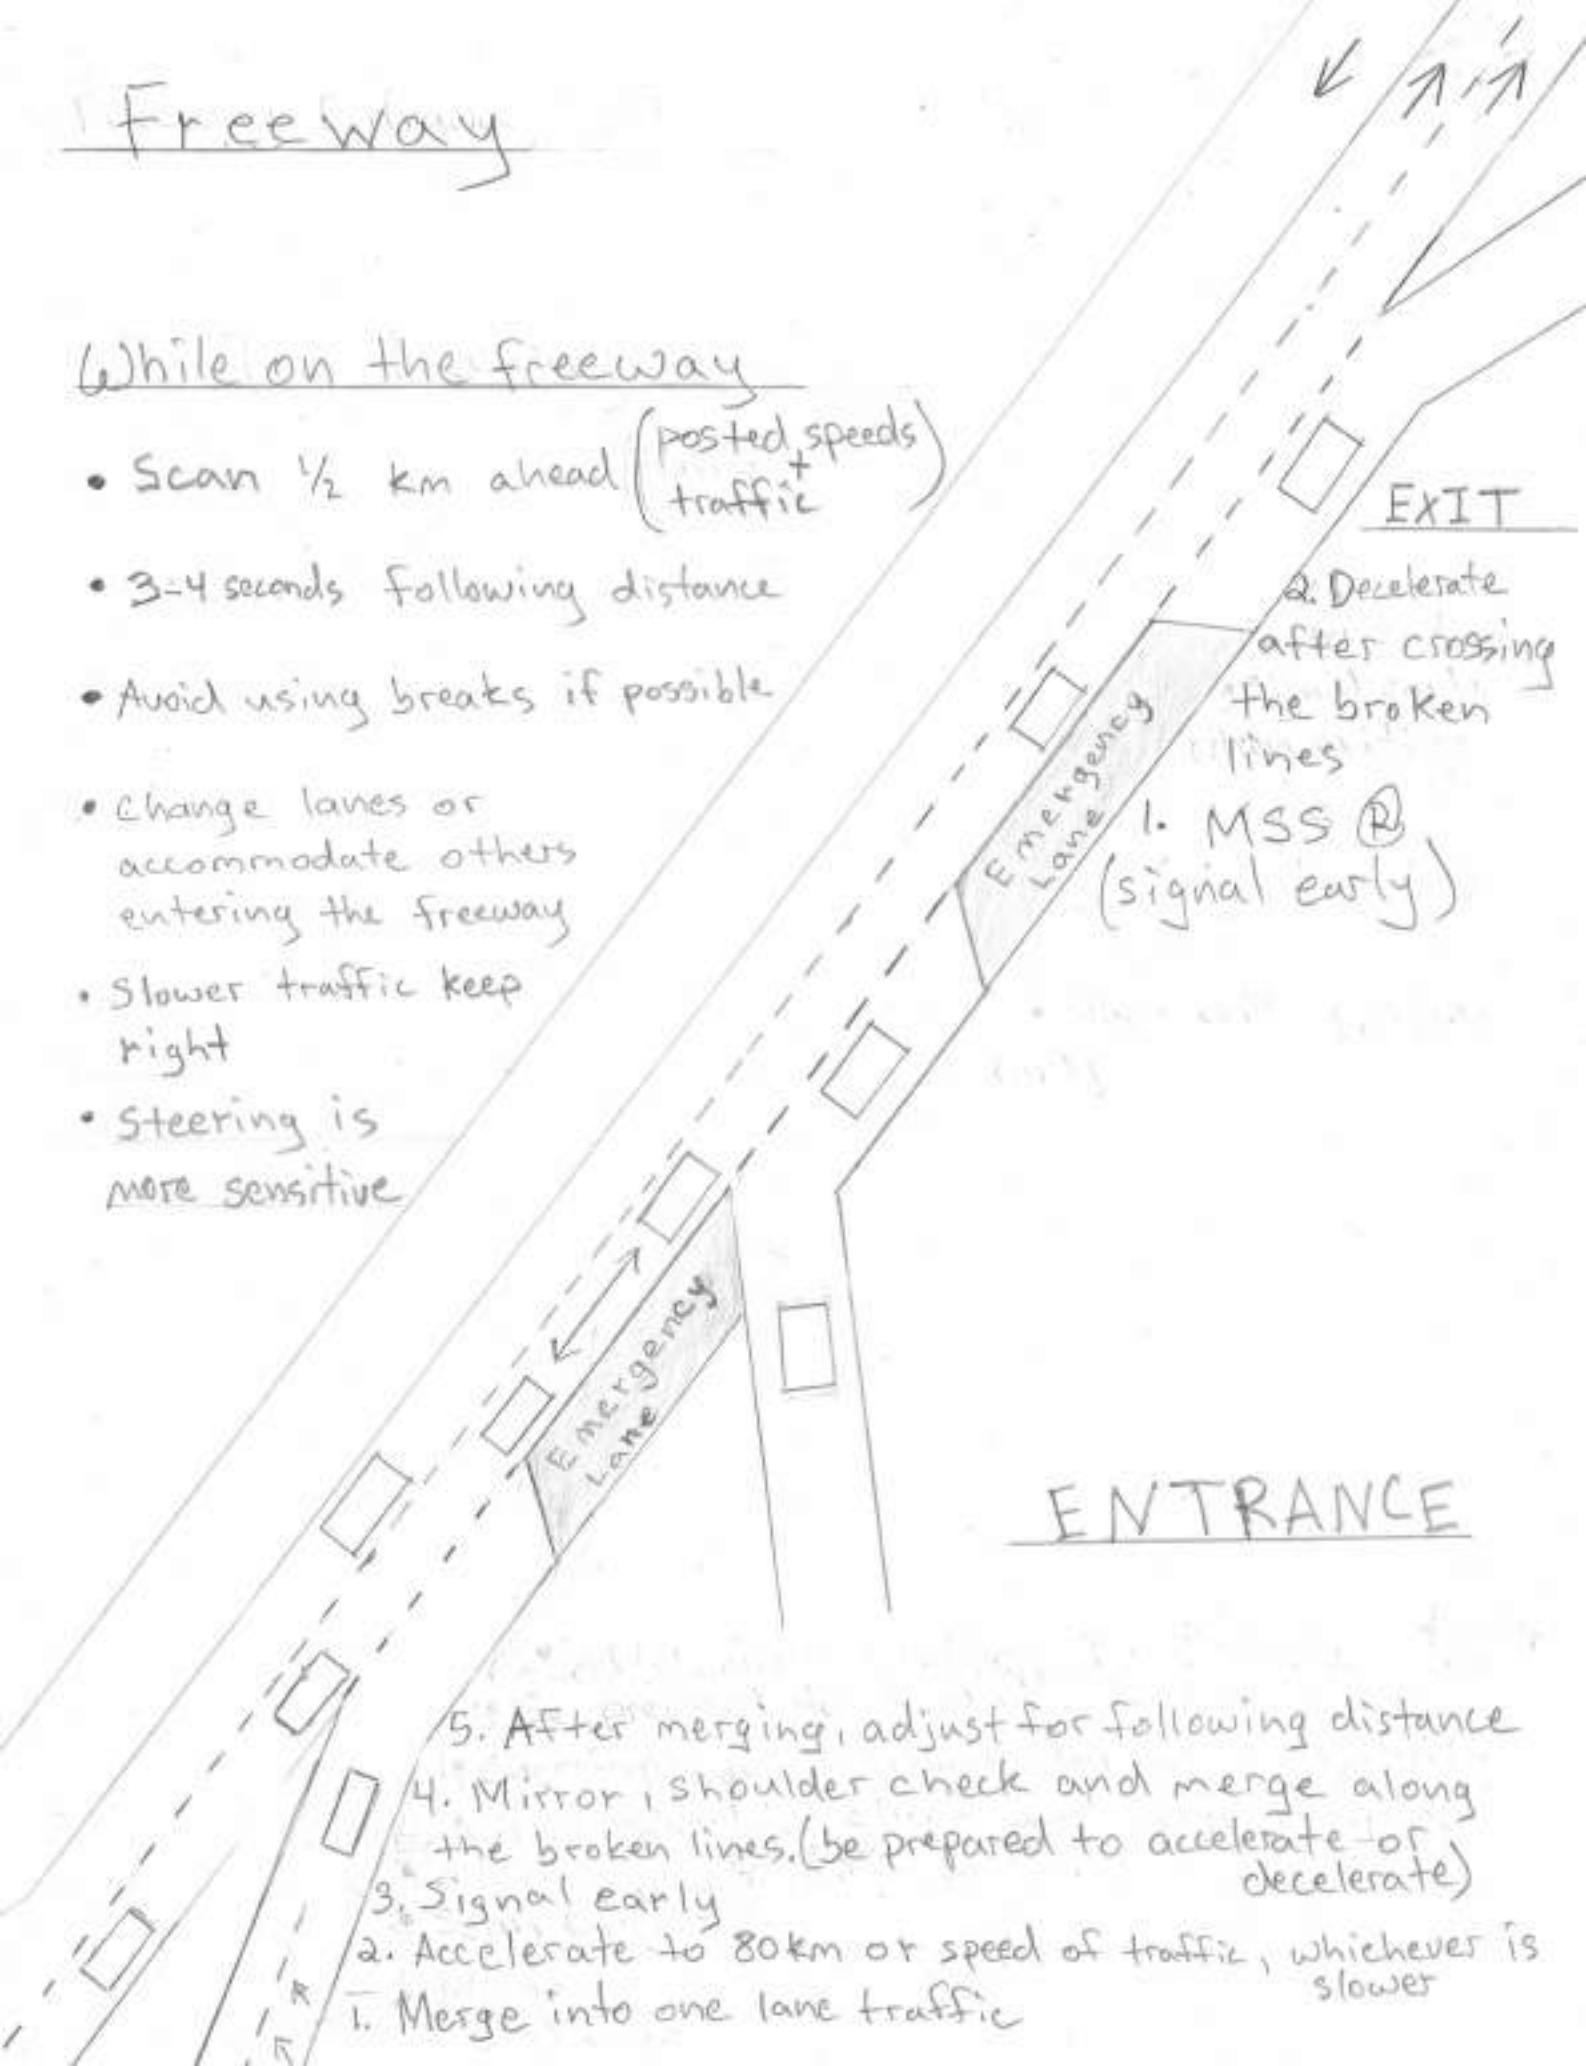 Freeway
While on the freeway
• Scan 1/2 km ahead (posted speeds
+
traffic)
• 3-4 seconds following distance
• Avoid using breaks if possible
• Change lanes or
accommodate others
entering the freeway
• Slower traffic keep
right
• Steering is
more sensitive
EXIT
2. Decelerate
after crossing
the broken
lines
1. MSS Ⓡ
(signal early)
Emergency
Lane
Emergency
Lane
ENTRANCE
5. After merging, adjust for following distance
4. Mirror, shoulder check and merge along
the broken lines. (be prepared to accelerate or
decelerate)
3. Signal early
2. Accelerate to 80km or speed of traffic, whichever is
slower
1. Merge into one lane traffic